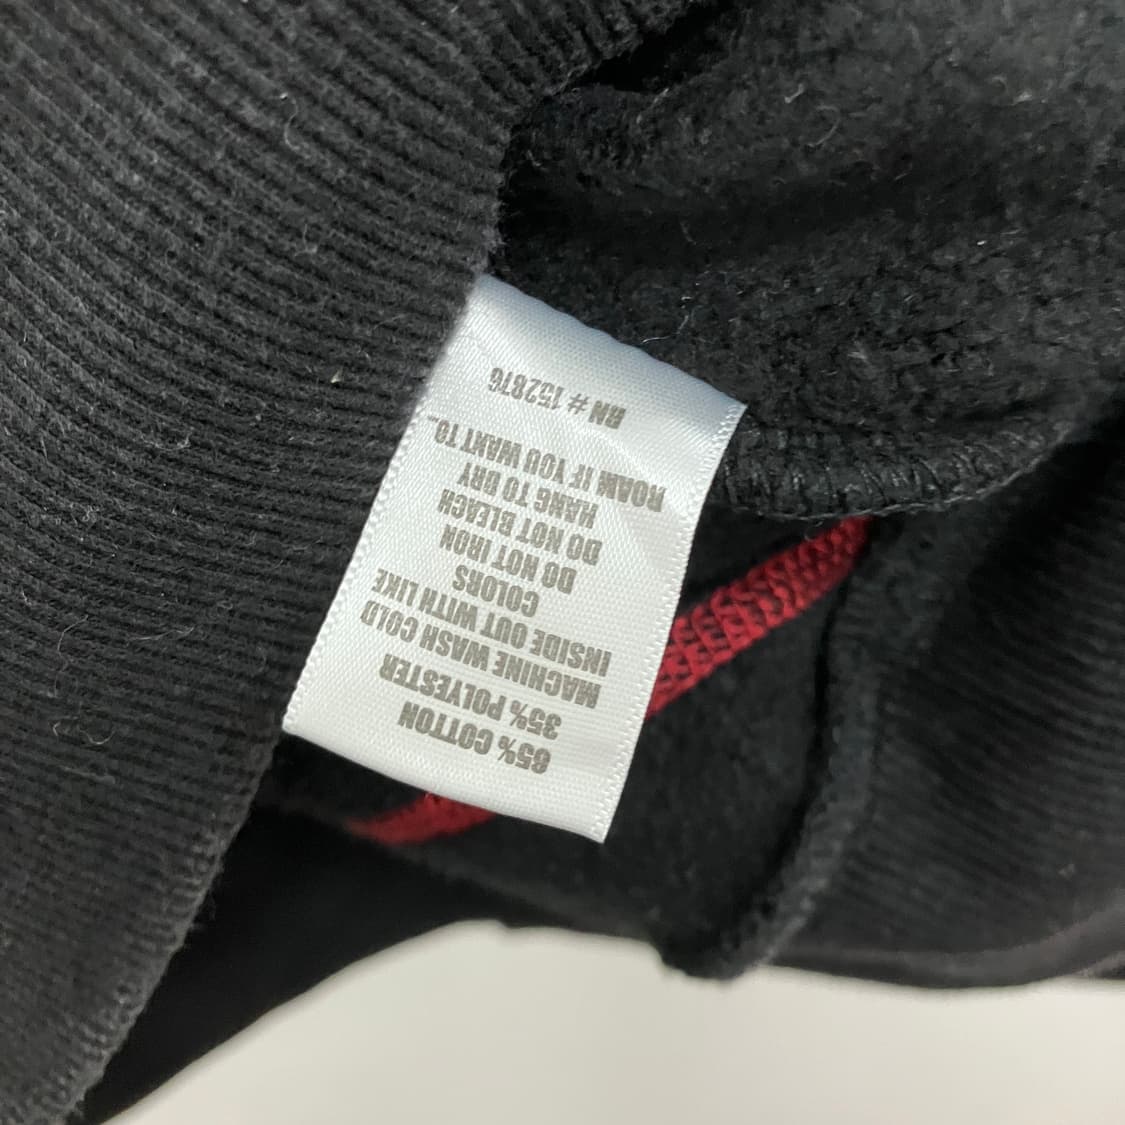 65% COTTON
35% POLYESTER
MACHINE WASH COLD
INSIDE OUT WITH LIKE
COLORS
DO NOT IRON
DO NOT BLEACH
HANG TO DRY
ROAM IF YOU WANT TO...
RN # 152876